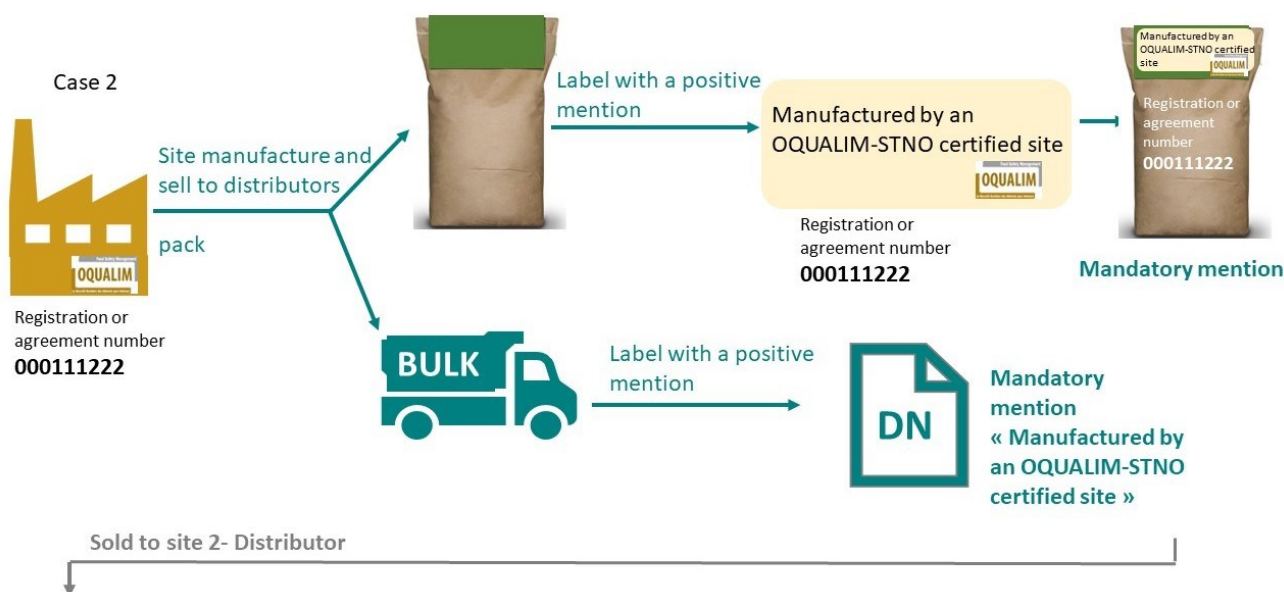 Case 2
Site manufacture and
sell to distributors
pack
OQUALIM
Registration or
agreement number
000111222
Label with a positive
mention
Manufactured by an
OQUALIM-STNO certified site
OQUALIM
Registration or
agreement number
000111222
Manufactured by an
OQUALIM-STNO certified
site
OQUALIM
Registration or
agreement
number
000111222
Mandatory mention
BULK
Label with a positive
mention
DN
Mandatory
mention
« Manufactured by
an OQUALIM-STNO
certified site »
Sold to site 2- Distributor